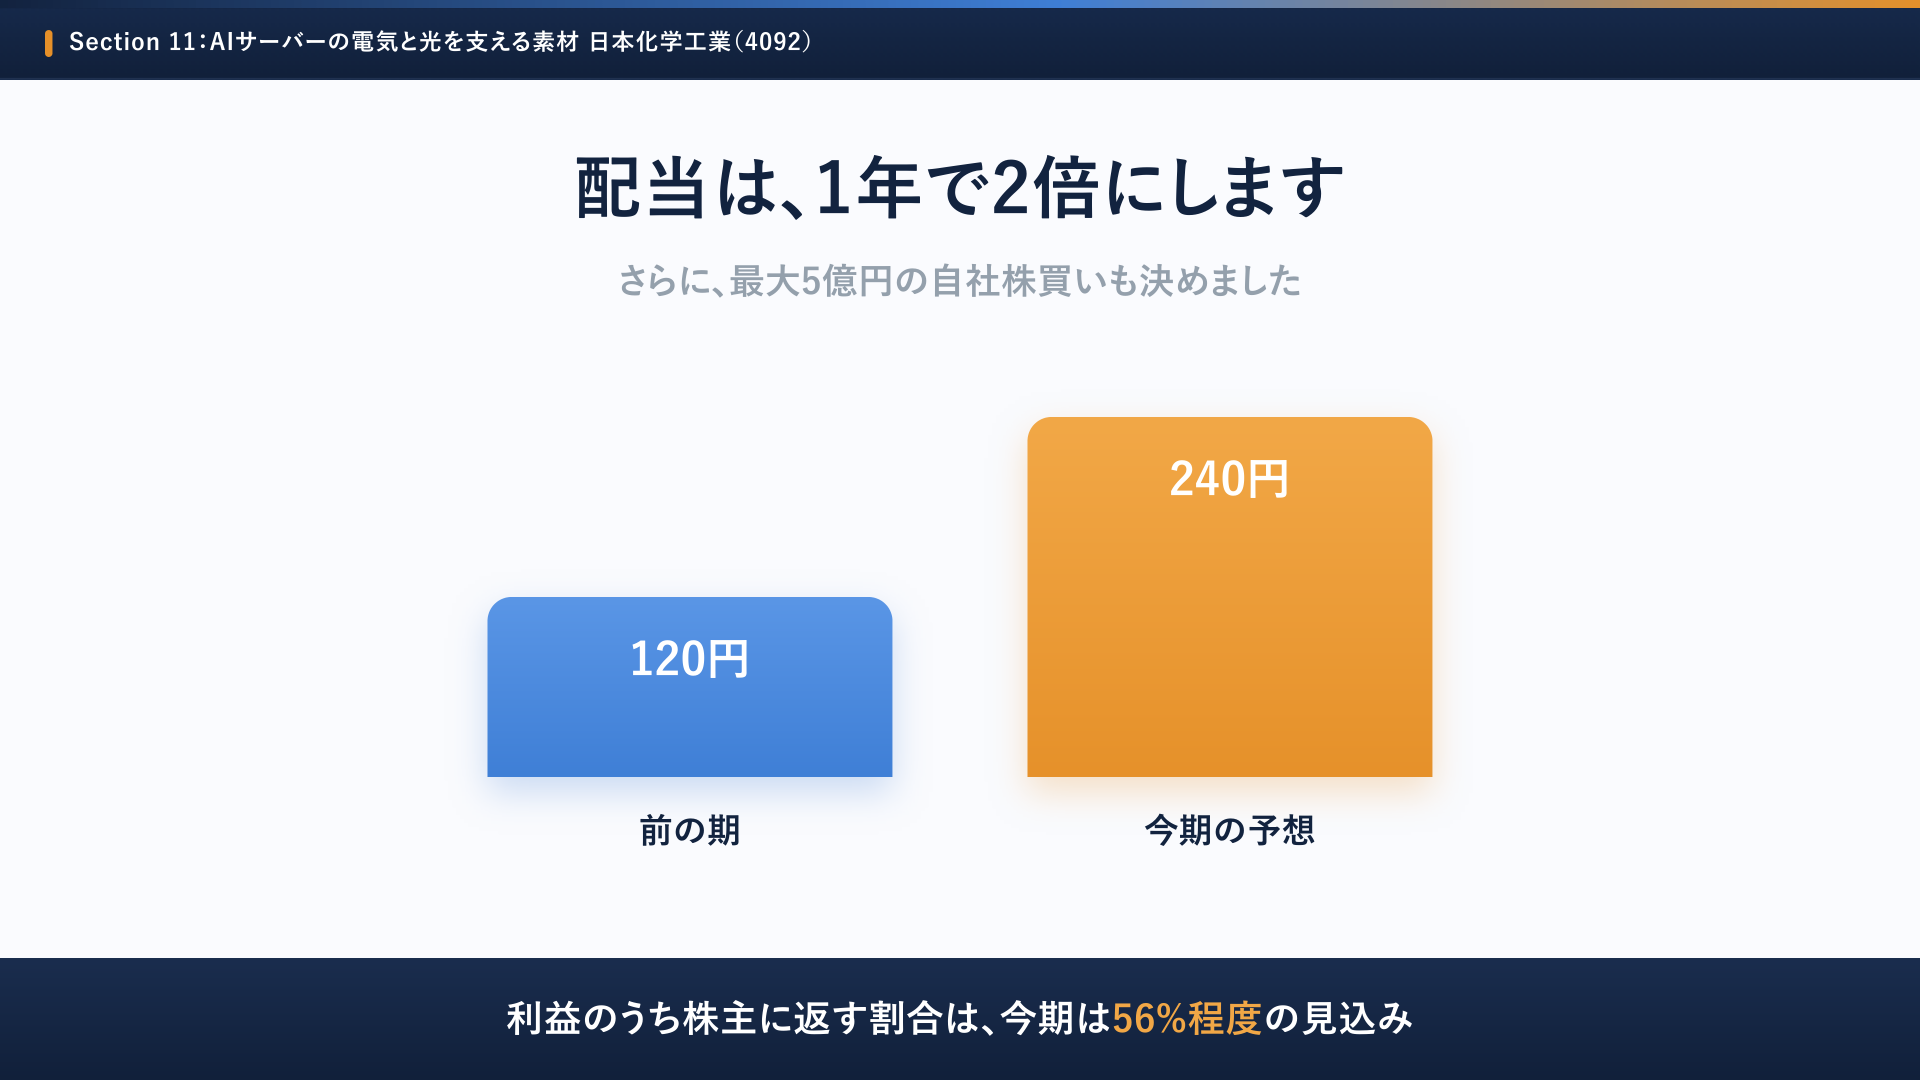 Section 11：AIサーバーの電気と光を支える素材 日本化学工業（4092）
配当は、1年で2倍にします
さらに、最大5億円の自社株買いも決めました
240円
120円
前の期
今期の予想
利益のうち株主に返す割合は、今期は56%程度の見込み